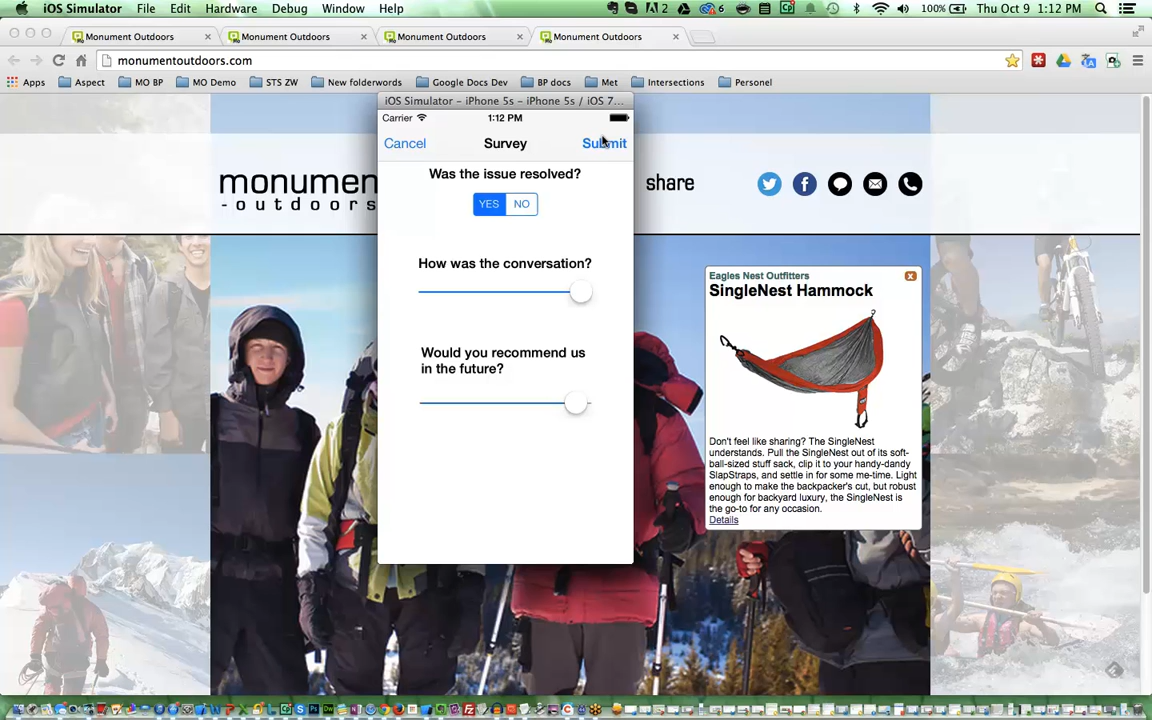 iOS Simulator File Edit Hardware Debug Window Help 2 6 100% Thu Oct 9 1:12 PM
Monument Outdoors Monument Outdoors Monument Outdoors Monument Outdoors
monumentoutdoors.com
Apps Aspect MO BP MO Demo STS ZW New folderwords Google Docs Dev BP docs Met Intersections Personel
iOS Simulator - iPhone 5s - iPhone 5s / iOS 7...
Carrier 1:12 PM
Cancel Survey Submit
Was the issue resolved?
YES NO
How was the conversation?
Would you recommend us
in the future?
monumen
-outdoors
share
Eagles Nest Outfitters
SingleNest Hammock
Don't feel like sharing? The SingleNest
understands. Pull the SingleNest out of its soft-
ball-sized stuff sack, clip it to your handy-dandy
SlapStraps, and settle in for some me-time. Light
enough to make the backpacker's cut, but robust
enough for backyard luxury, the SingleNest is
the go-to for any occasion.
Details